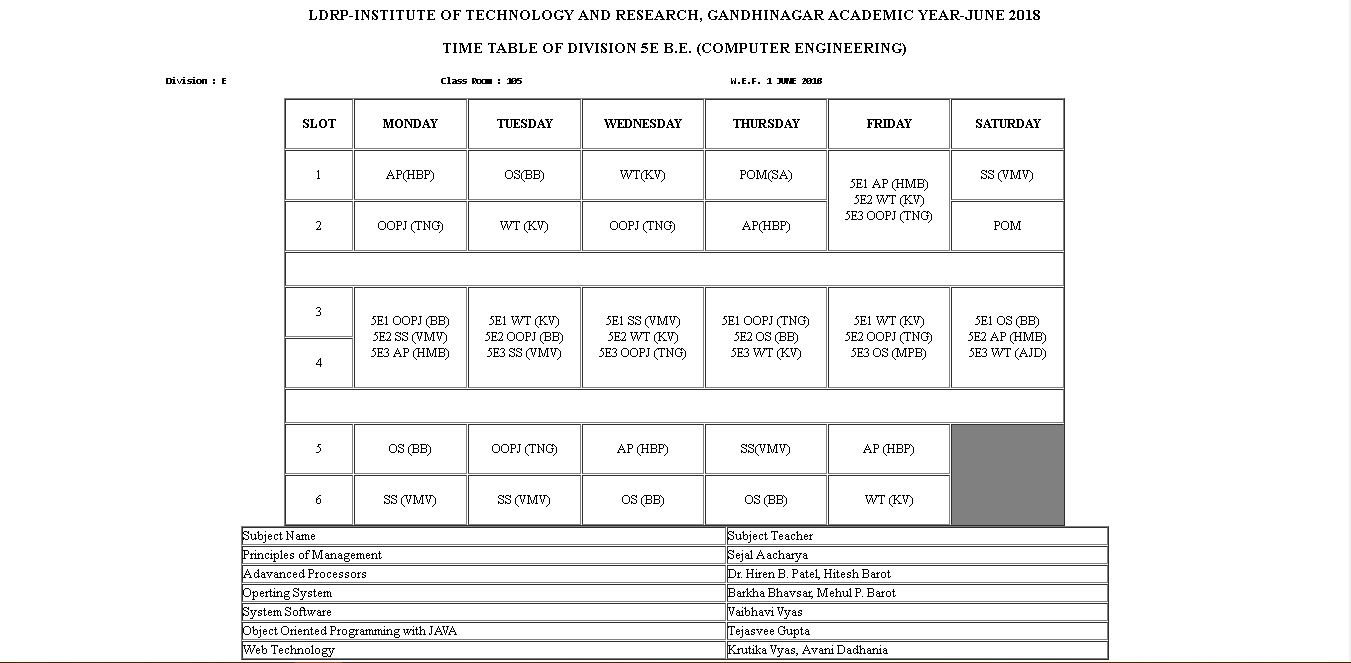 LDRP-INSTITUTE OF TECHNOLOGY AND RESEARCH, GANDHINAGAR ACADEMIC YEAR-JUNE 2018
TIME TABLE OF DIVISION 5E B.E. (COMPUTER ENGINEERING)
Division : E Class Room : 105 W.E.F. 1 JUNE 2018
SLOT MONDAY TUESDAY WEDNESDAY THURSDAY FRIDAY SATURDAY
1 AP(HBP) OS(BB) WT(KV) POM(SA) SS (VMV)
5E1 AP (HMB)
5E2 WT (KV)
5E3 OOPJ (TNG)
2 OOPJ (TNG) WT (KV) OOPJ (TNG) AP(HBP) POM
3
5E1 OOPJ (BB) 5E1 WT (KV) 5E1 SS (VMV) 5E1 OOPJ (TNG) 5E1 WT (KV) 5E1 OS (BB)
5E2 SS (VMV) 5E2 OOPJ (BB) 5E2 WT (KV) 5E2 OS (BB) 5E2 OOPJ (TNG) 5E2 AP (HMB)
5E3 AP (HMB) 5E3 SS (VMV) 5E3 OOPJ (TNG) 5E3 WT (KV) 5E3 OS (MPB) 5E3 WT (AJD)
4
5 OS (BB) OOPJ (TNG) AP (HBP) SS(VMV) AP (HBP)
6 SS (VMV) SS (VMV) OS (BB) OS (BB) WT (KV)
Subject Name Subject Teacher
Principles of Management Sejal Aacharya
Adavanced Processors Dr. Hiren B. Patel, Hitesh Barot
Operting System Barkha Bhavsar, Mehul P. Barot
System Software Vaibhavi Vyas
Object Oriented Programming with JAVA Tejasvee Gupta
Web Technology Krutika Vyas, Avani Dadhania